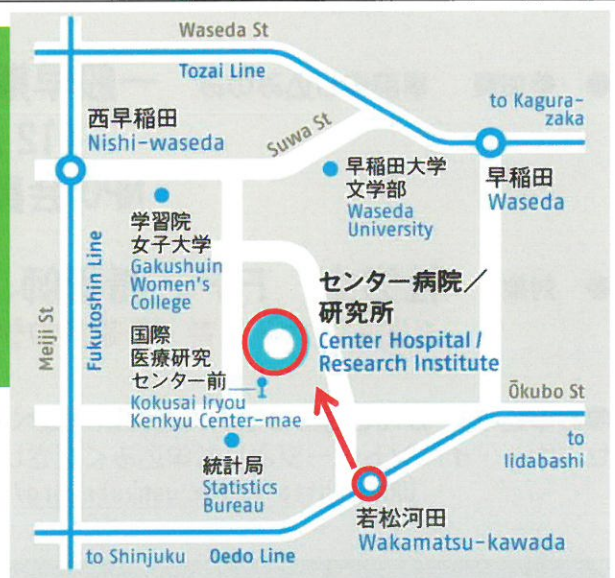 Waseda St
Tozai Line
to Kagura-
zaka
西早稲田
Nishi-waseda
Suwa St
早稲田大学
文学部
Waseda
University
早稲田
Waseda
学習院
女子大学
Gakushuin
Women's
College
センター病院／
研究所
Center Hospital /
Research Institute
Meiji St
Fukutoshin Line
国際
医療研究
センター前
Kokusai Iryou
Kenkyu Center-mae
Ōkubo St
to
Iidabashi
統計局
Statistics
Bureau
若松河田
Wakamatsu-kawada
to Shinjuku
Oedo Line